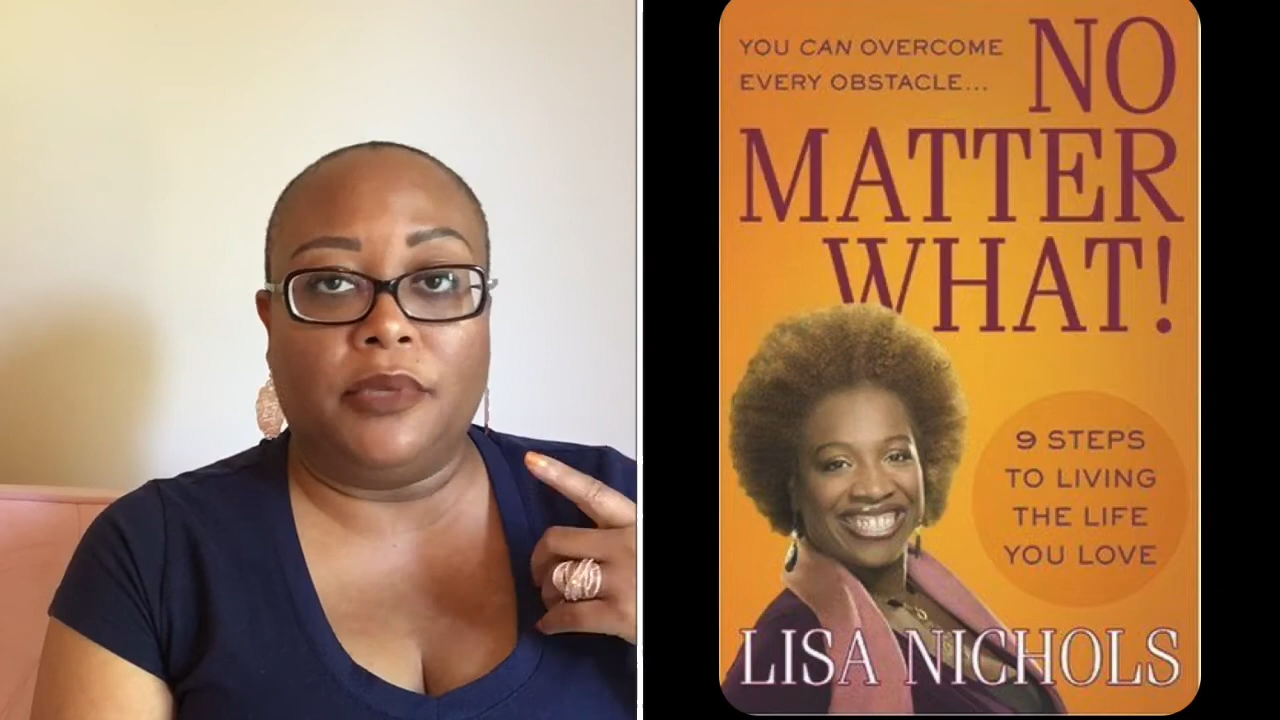 YOU CAN OVERCOME
EVERY OBSTACLE...
NO
MATTER
WHAT!
9 STEPS
TO LIVING
THE LIFE
YOU LOVE
LISA NICHOLS